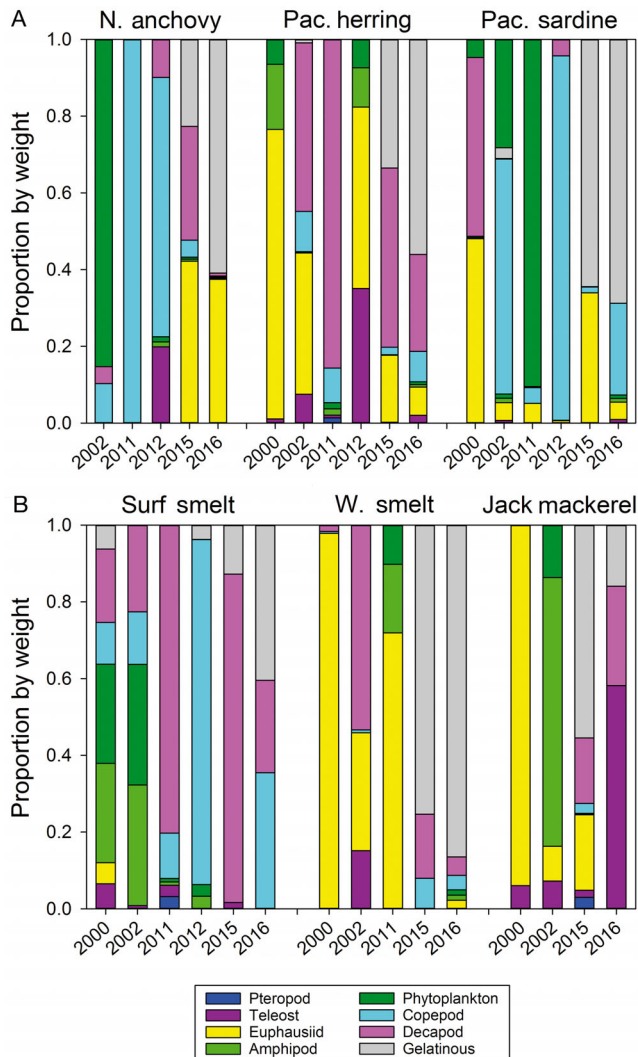 A N. anchovy Pac. herring Pac. sardine
Proportion by weight
1.0
0.8
0.6
0.4
0.2
0.0
2002 2011 2012 2015 2016 2000 2002 2011 2012 2015 2016 2000 2002 2011 2012 2015 2016
B Surf smelt W. smelt Jack mackerel
Proportion by weight
1.0
0.8
0.6
0.4
0.2
0.0
2000 2002 2011 2012 2015 2016 2000 2002 2011 2015 2016 2000 2002 2015 2016
Pteropod Phytoplankton
Teleost Copepod
Euphausiid Decapod
Amphipod Gelatinous